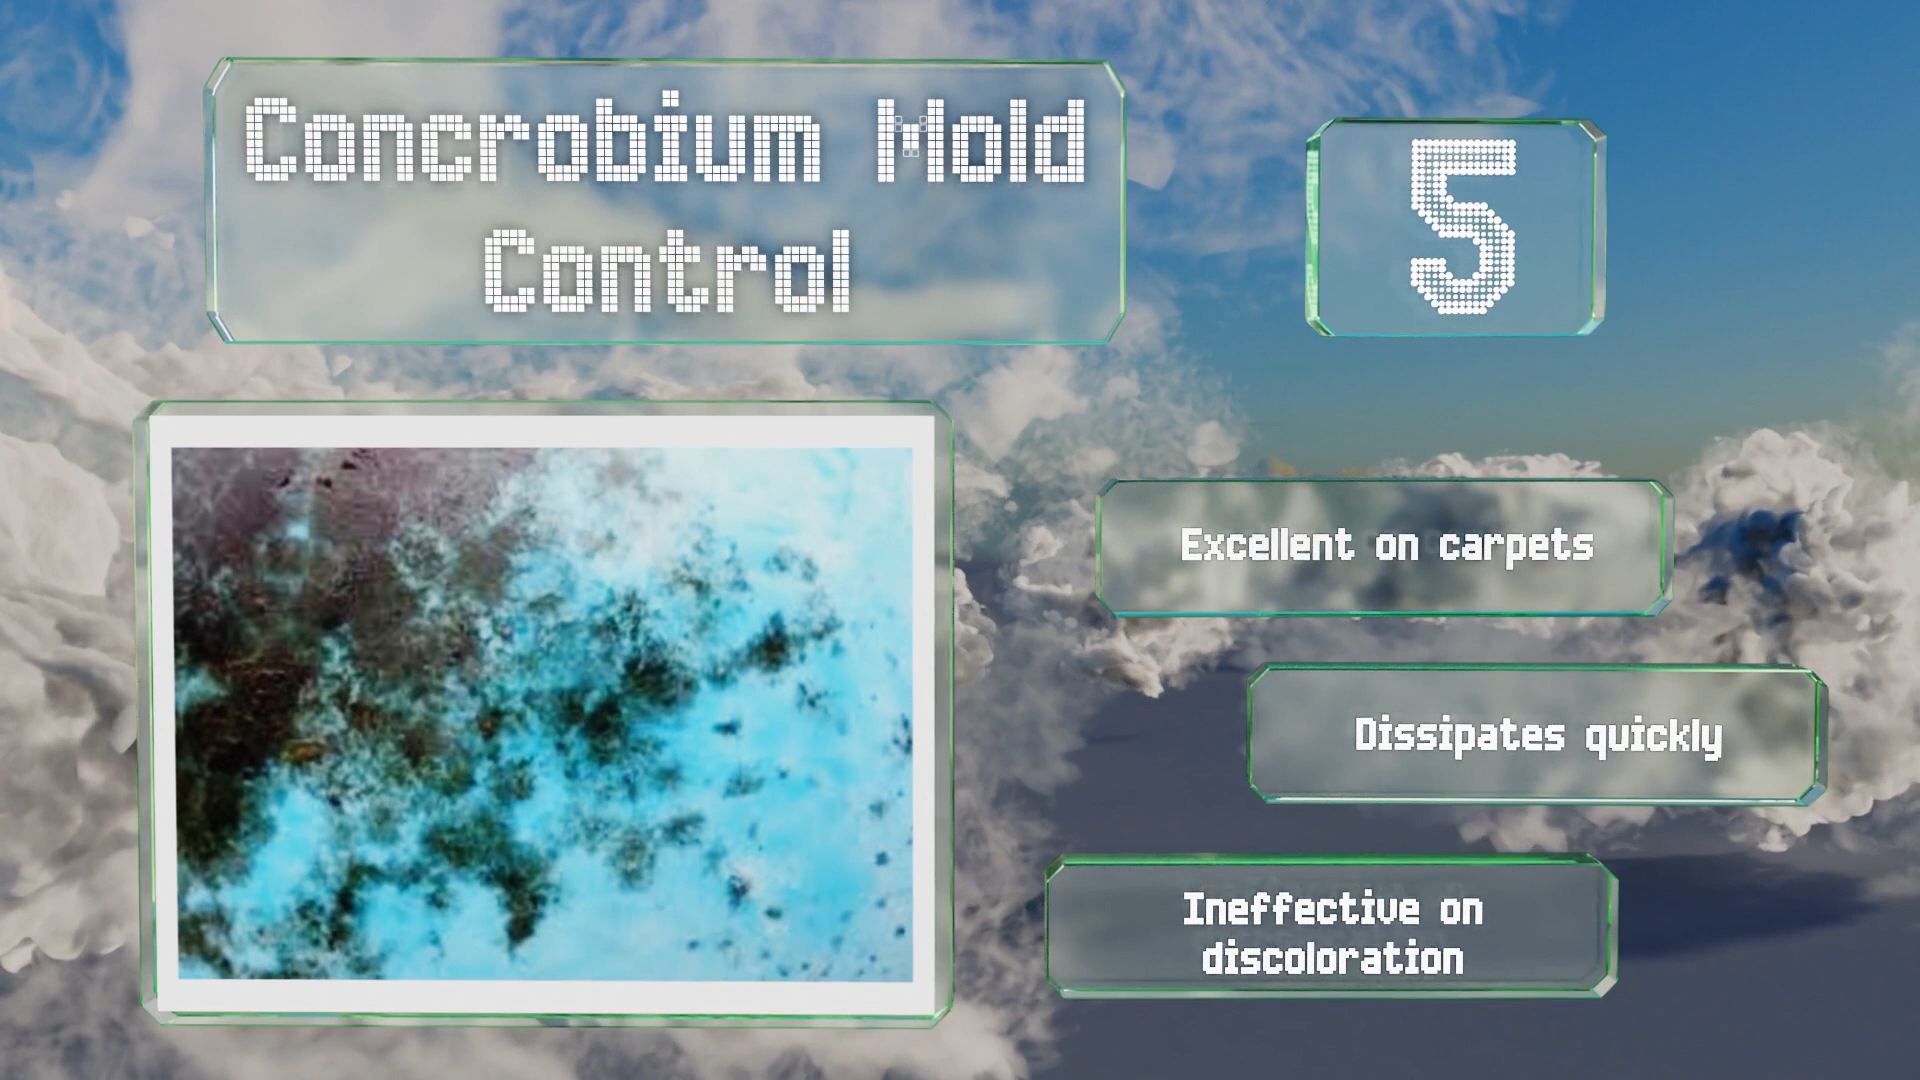 Concrobium Mold
Control
5
Excellent on carpets
Dissipates quickly
Ineffective on
discoloration